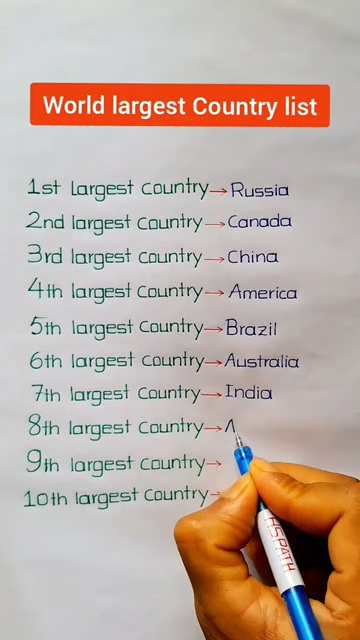 World largest Country list
1st largest country→Russia
2nd largest country→Canada
3rd largest country→China
4th largest country→America
5th largest country→Brazil
6th largest country→Australia
7th largest country→India
8th largest country→
9th largest country→
10th largest country→
HSPATH